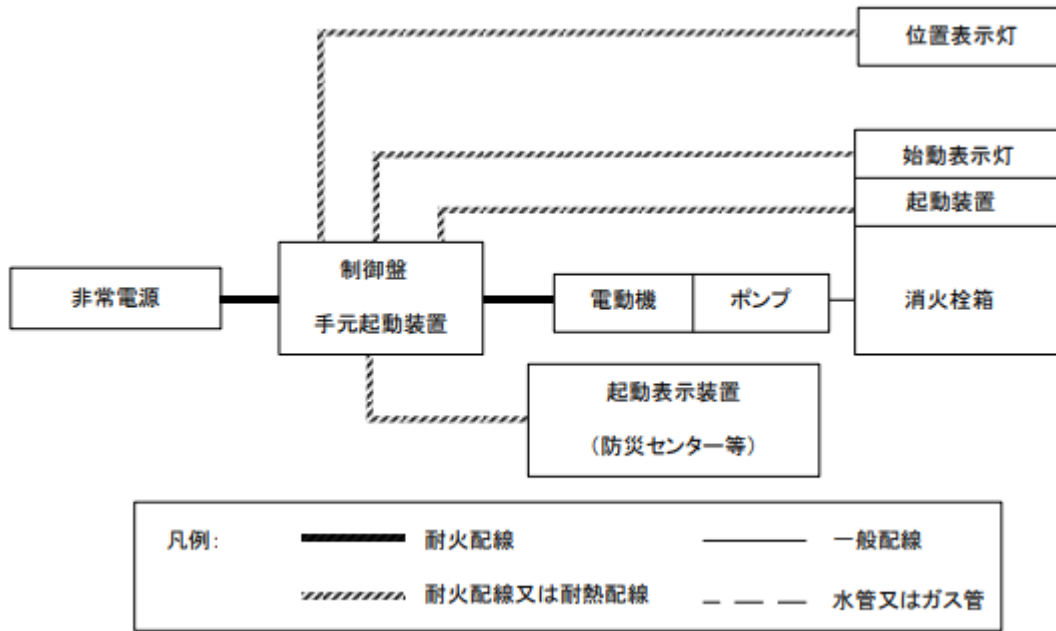 位置表示灯
始動表示灯
起動装置
制御盤
手元起動装置
非常電源
電動機
ポンプ
消火栓箱
起動表示装置
(防災センター等)
凡例:
耐火配線
一般配線
耐火配線又は耐熱配線
水管又はガス管